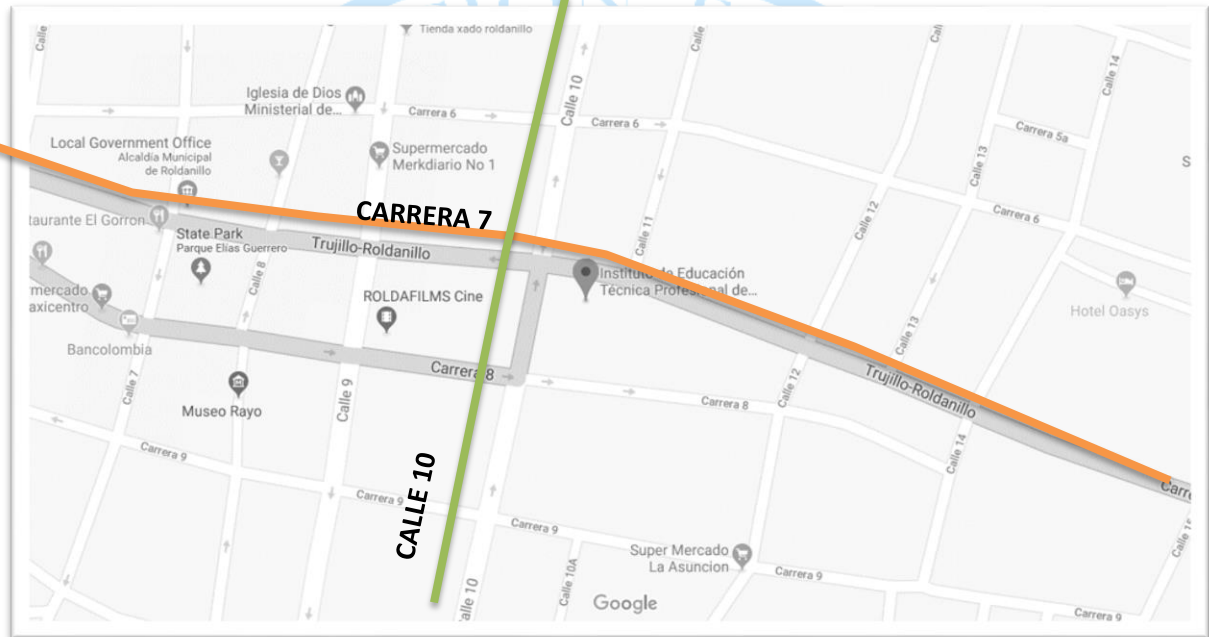 Tienda xado roldanillo
Calle
Calle 10
Calle 14
Iglesia de Dios
Ministerial de...
Carrera 6
Carrera 6
Carrera 5a
Local Government Office
Alcaldía Municipal
de Roldanillo
Supermercado
Merkdiario No 1
Calle 13
CARRERA 7
Calle 12
Carrera 6
taurante El Gorron
State Park
Parque Elías Guerrero
Trujillo-Roldanillo
Calle 11
Calle 8
Instituto de Educación
Técnica Profesional de...
mercado
axicentro
ROLDAFILMS Cine
Hotel Oasys
Calle 13
Bancolombia
Carrera 8
Calle 7
Calle 12
Trujillo-Roldanillo
Museo Rayo
Calle 9
Carrera 8
Calle 14
Carrera 9
CALLE 10
Carrera 9
Carrera 9
Super Mercado
La Asuncion
Carrera 9
Calle 10A
Google
Carrera 9